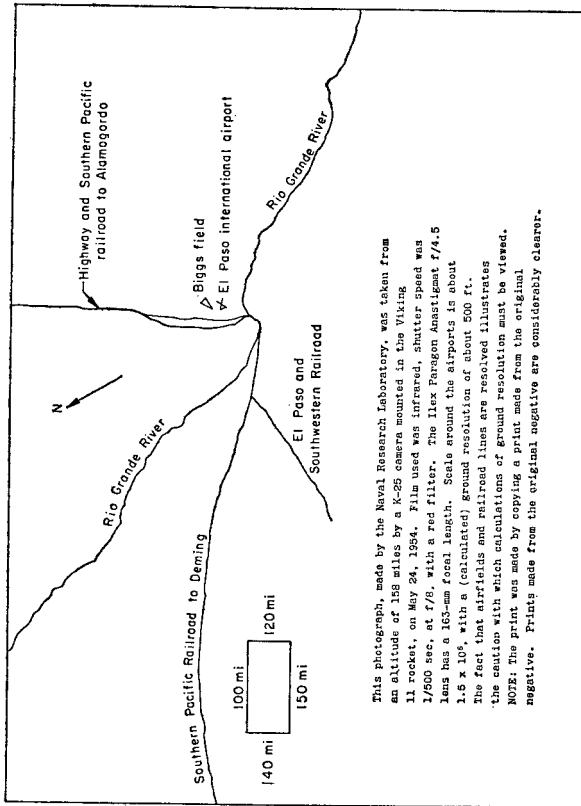 Highway and Southern Pacific
railroad to Alamogordo
Biggs field
El Paso international airport
Rio Grande River
N
Rio Grande River
El Paso and
Southwestern Railroad
Southern Pacific Railroad to Deming
100 mi
140 mi
120 mi
150 mi
This photograph, made by the Naval Research Laboratory, was taken from
an altitude of 158 miles by a K-25 camera mounted in the Viking
11 rocket, on May 24, 1954. Film used was infrared, shutter speed was
1/500 sec, at f/8, with a red filter. The Ilex Paragon Anastigmat f/4.5
lens has a 163-mm focal length. Scale around the airports is about
1.5 x 10⁶, with a (calculated) ground resolution of about 500 ft.
The fact that airfields and railroad lines are resolved illustrates
the caution with which calculations of ground resolution must be viewed.
NOTE: The print was made by copying a print made from the original
negative. Prints made from the original negative are considerably clearer.